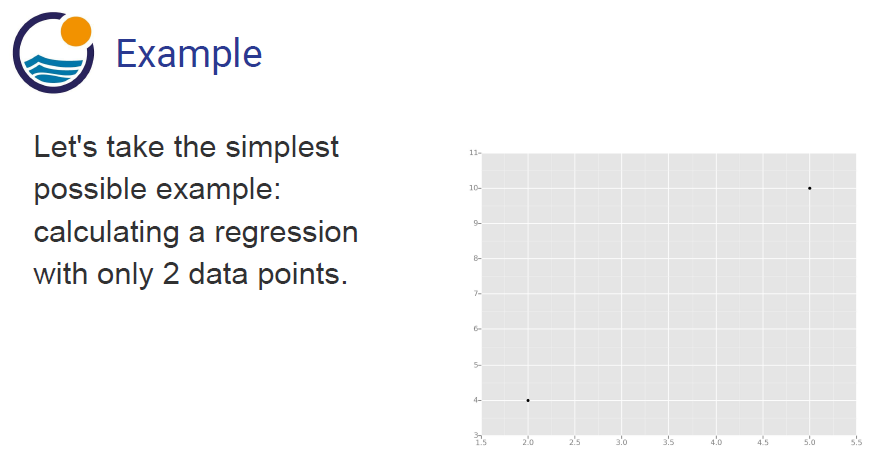 Example
Let's take the simplest
possible example:
calculating a regression
with only 2 data points.
11
10
9
8
7
6
5
4
3
1.5 2.0 2.5 3.0 3.5 4.0 4.5 5.0 5.5